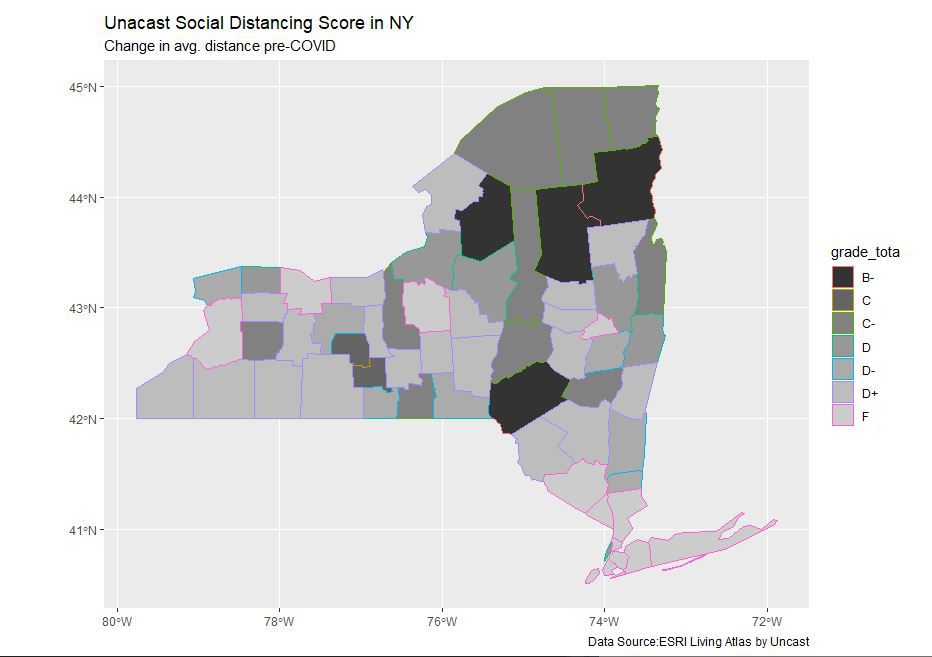 Unacast Social Distancing Score in NY
Change in avg. distance pre-COVID
45°N
44°N
43°N
42°N
41°N
80°W
78°W
76°W
74°W
72°W
grade_tota
B-
C
C-
D
D-
D+
F
Data Source:ESRI Living Atlas by Uncast